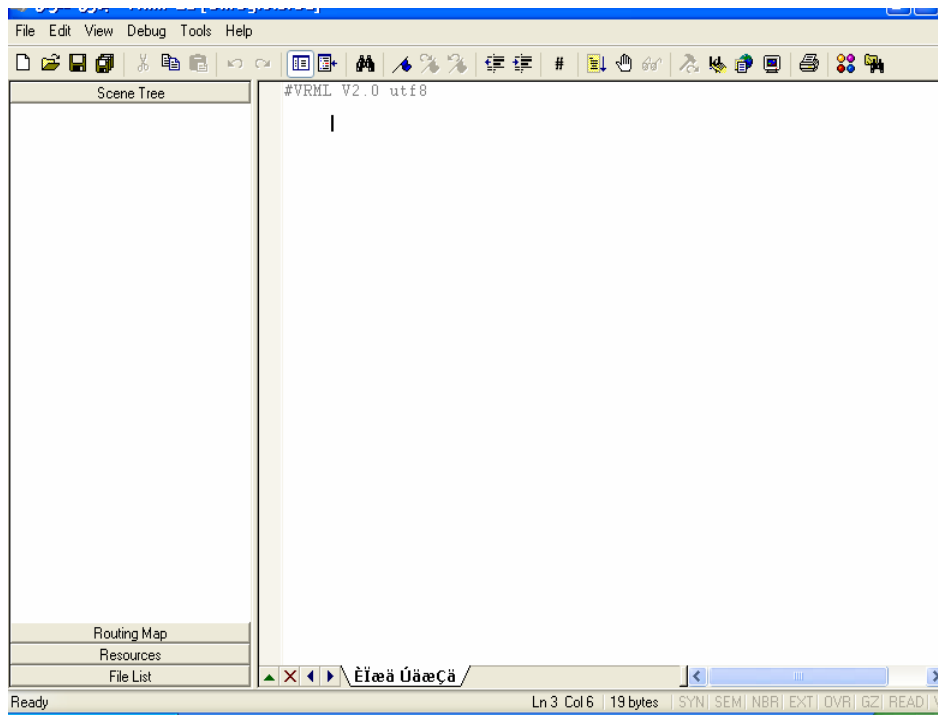 File Edit View Debug Tools Help
Scene Tree
#VRML V2.0 utf8
Routing Map
Resources
File List
ÈÏæä ÚäæÇä
Ready
Ln 3 Col 6 19 bytes SYN SEM NBR EXT OVR GZ READ